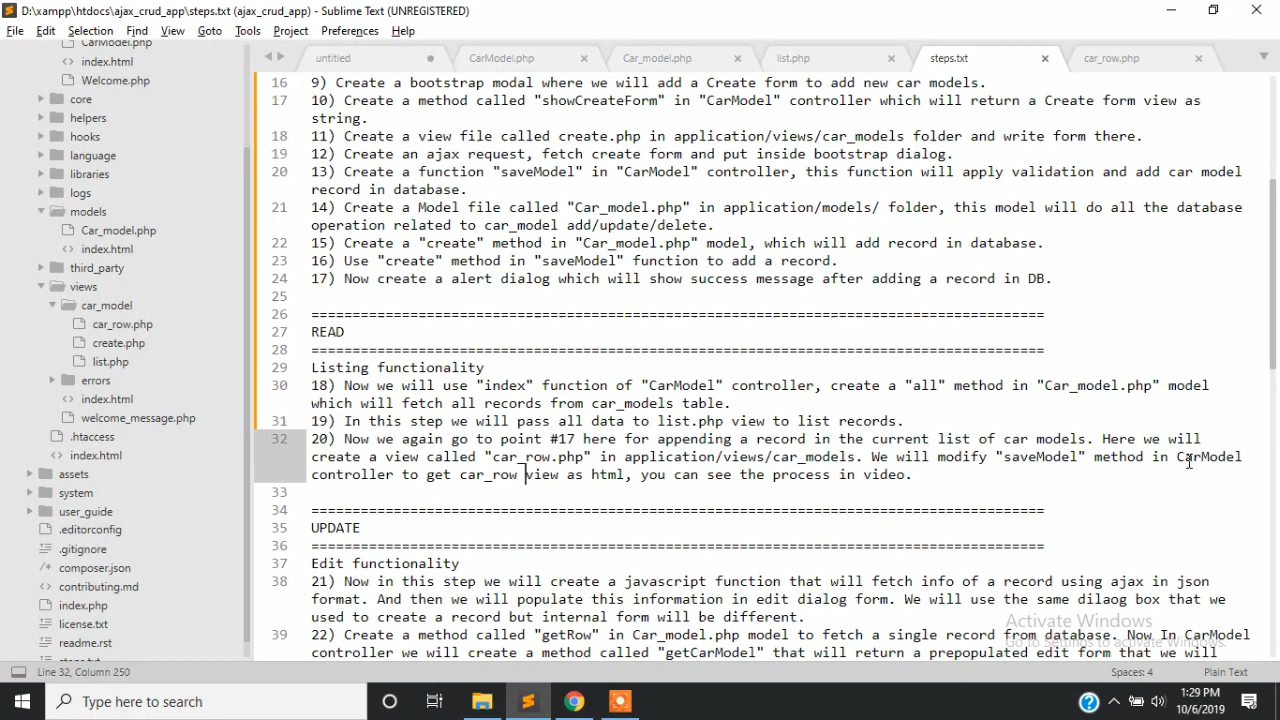 D:\xampp\htdocs\ajax_crud_app\steps.txt (ajax_crud_app) - Sublime Text (UNREGISTERED)
File Edit Selection Find View Goto Tools Project Preferences Help
untitled CarModel.php Car_model.php list.php steps.txt car_row.php
CarModel.php
index.html
Welcome.php
core
helpers
hooks
language
libraries
logs
models
Car_model.php
index.html
third_party
views
car_model
car_row.php
create.php
list.php
errors
index.html
welcome_message.php
.htaccess
index.html
assets
system
user_guide
.editorconfig
.gitignore
composer.json
contributing.md
index.php
license.txt
readme.rst
16 9) Create a bootstrap modal where we will add a Create form to add new car models.
17 10) Create a method called "showCreateForm" in "CarModel" controller which will return a Create form view as
string.
18 11) Create a view file called create.php in application/views/car_models folder and write form there.
19 12) Create an ajax request, fetch create form and put inside bootstrap dialog.
20 13) Create a function "saveModel" in "CarModel" controller, this function will apply validation and add car model
record in database.
21 14) Create a Model file called "Car_model.php" in application/models/ folder, this model will do all the database
operation related to car_model add/update/delete.
22 15) Create a "create" method in "Car_model.php" model, which will add record in database.
23 16) Use "create" method in "saveModel" function to add a record.
24 17) Now create a alert dialog which will show success message after adding a record in DB.
25
26 =========================================================================================
27 READ
28 =========================================================================================
29 Listing functionality
30 18) Now we will use "index" function of "CarModel" controller, create a "all" method in "Car_model.php" model
which will fetch all records from car_models table.
31 19) In this step we will pass all data to list.php view to list records.
32 20) Now we again go to point #17 here for appending a record in the current list of car models. Here we will
create a view called "car_row.php" in application/views/car_models. We will modify "saveModel" method in CarModel
controller to get car_row view as html, you can see the process in video.
33
34 =========================================================================================
35 UPDATE
36 =========================================================================================
37 Edit functionality
38 21) Now in this step we will create a javascript function that will fetch info of a record using ajax in json
format. And then we will populate this information in edit dialog form. We will use the same dilaog box that we
used to create a record but internal form will be different.
39 22) Create a method called "getRow" in Car_model.php model to fetch a single record from database. Now In CarModel
controller we will create a method called "getCarModel" that will return a prepopulated edit form that we will
Activate Windows
Go to Settings to activate Windows.
Line 32, Column 250 Spaces: 4 Plain Text
Type here to search
1:29 PM
10/6/2019